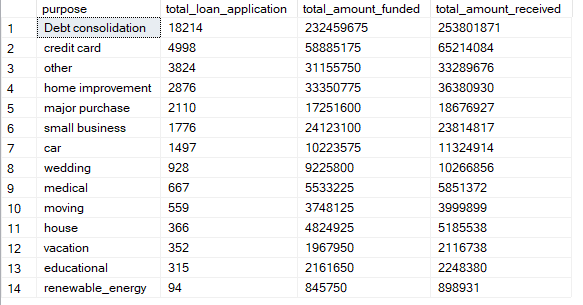 purpose total_loan_application total_amount_funded total_amount_received
1 Debt consolidation 18214 232459675 253801871
2 credit card 4998 58885175 65214084
3 other 3824 31155750 33289676
4 home improvement 2876 33350775 36380930
5 major purchase 2110 17251600 18676927
6 small business 1776 24123100 23814817
7 car 1497 10223575 11324914
8 wedding 928 9225800 10266856
9 medical 667 5533225 5851372
10 moving 559 3748125 3999899
11 house 366 4824925 5185538
12 vacation 352 1967950 2116738
13 educational 315 2161650 2248380
14 renewable_energy 94 845750 898931